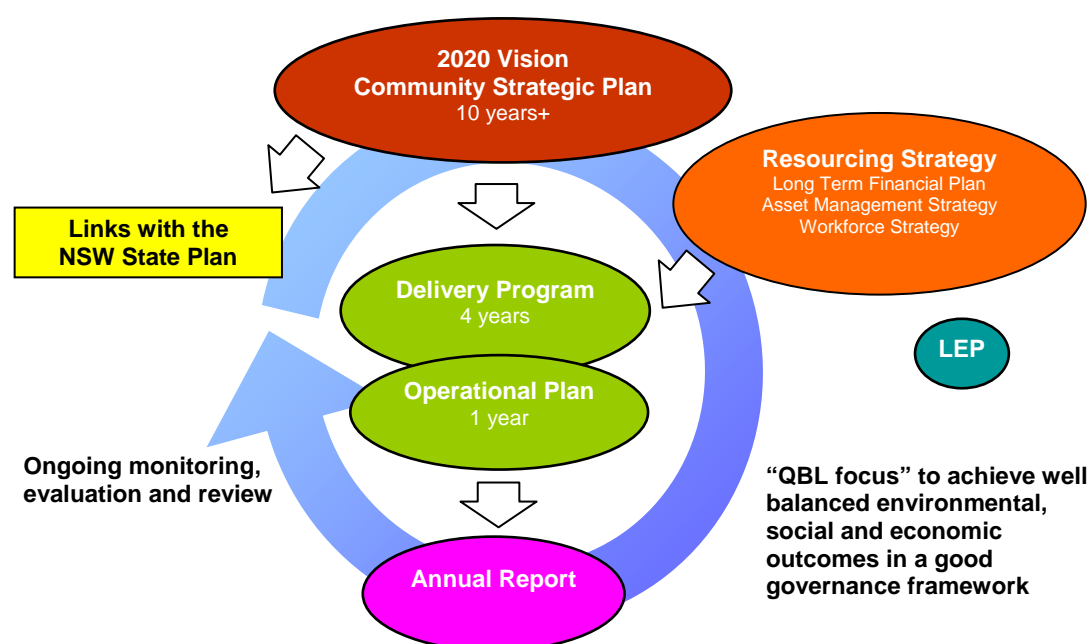 2020 Vision
Community Strategic Plan
10 years+
Resourcing Strategy
Long Term Financial Plan
Asset Management Strategy
Workforce Strategy
Links with the
NSW State Plan
Delivery Program
4 years
LEP
Operational Plan
1 year
Ongoing monitoring,
evaluation and review
“QBL focus” to achieve well
balanced environmental,
social and economic
outcomes in a good
governance framework
Annual Report